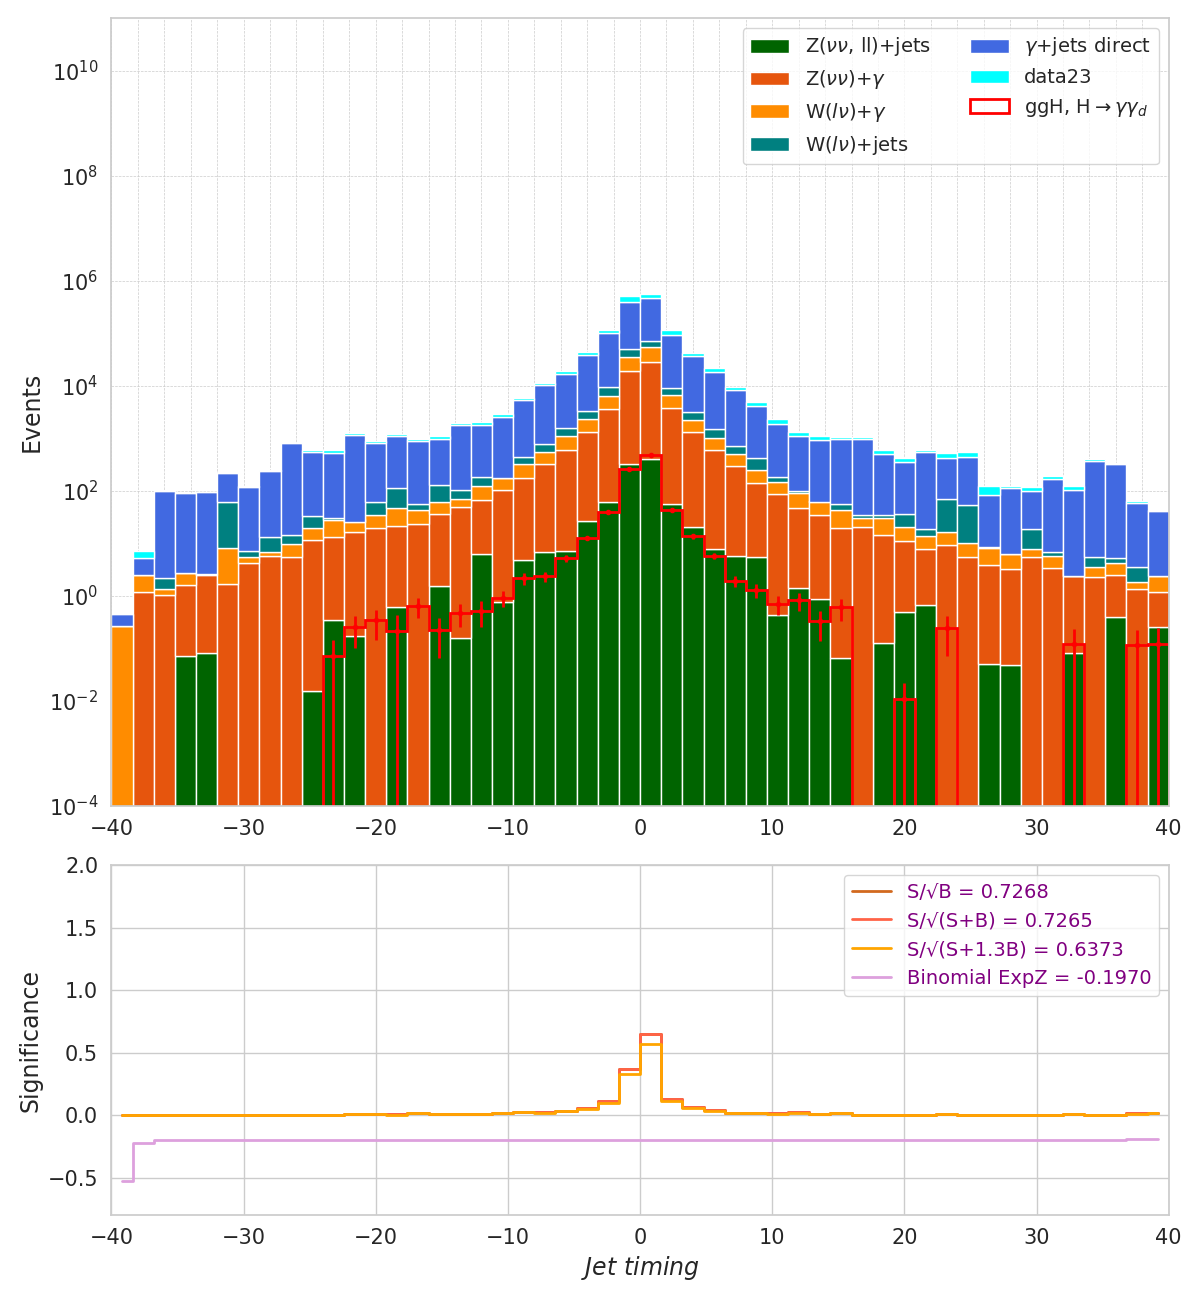 Z(νν, ll)+jets
Z(νν)+γ
W(lν)+γ
W(lν)+jets
γ+jets direct
data23
ggH, H→γγ_d
Events
10^10
10^8
10^6
10^4
10^2
10^0
10^−2
10^−4
−40 −30 −20 −10 0 10 20 30 40
S/√B = 0.7268
S/√(S+B) = 0.7265
S/√(S+1.3B) = 0.6373
Binomial ExpZ = -0.1970
Significance
2.0
1.5
1.0
0.5
0.0
−0.5
−40 −30 −20 −10 0 10 20 30 40
Jet timing